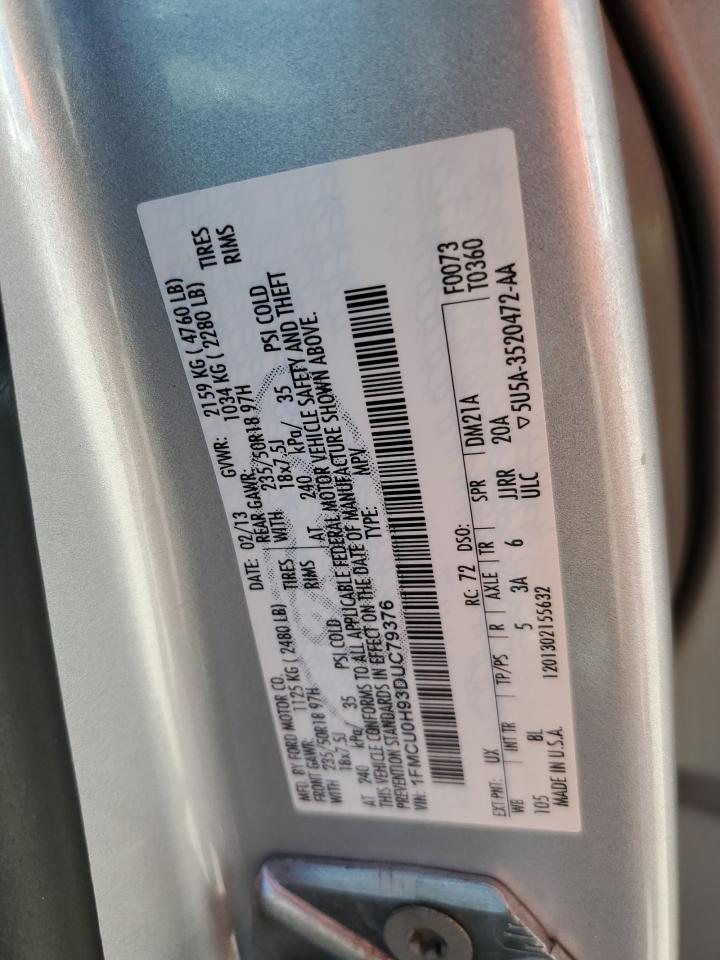 MFD. BY FORD MOTOR CO. DATE: 02/13 GVWR: 2159 KG ( 4760 LB)
FRONT GAWR: 1125 KG ( 2480 LB) REAR GAWR: 1034 KG ( 2280 LB)
WITH 235/50R18 97H TIRES WITH 235/50R18 97H TIRES
18x7.5J RIMS 18x7.5J RIMS
AT 240 kPa/ 35 PSI COLD AT 240 kPa/ 35 PSI COLD
THIS VEHICLE CONFORMS TO ALL APPLICABLE FEDERAL MOTOR VEHICLE SAFETY AND THEFT
PREVENTION STANDARDS IN EFFECT ON THE DATE OF MANUFACTURE SHOWN ABOVE.
VIN: 1FMCU0H93DUC79376 TYPE: MPV
F0073
EXT PNT: UX RC: 72 DSO: T0360
WB INT TR TP/PS R AXLE TR SPR DM21A
105 8L 5 3A 6 JJRR 20A
MADE IN U.S.A. 1201302155632 ULC ▽5U5A-3520472-AA